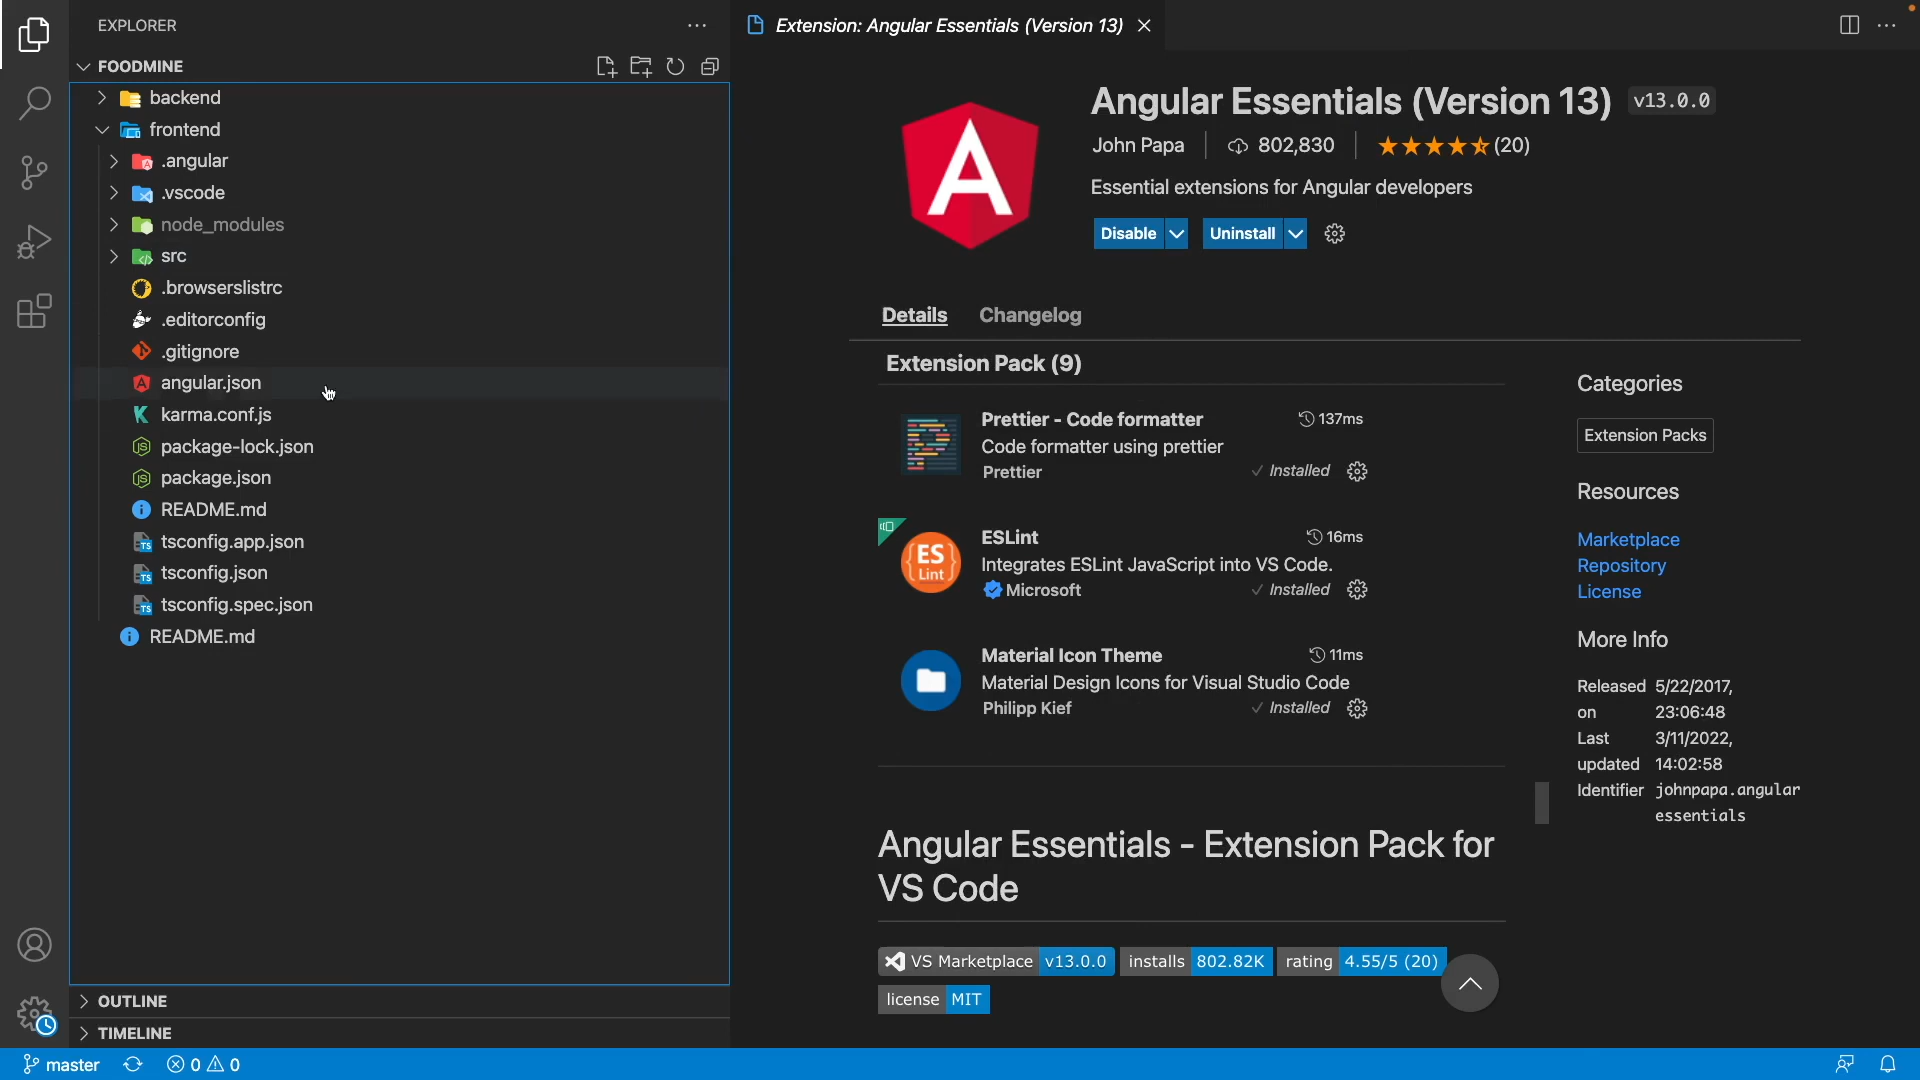 EXPLORER
FOODMINE
backend
frontend
.angular
.vscode
node_modules
src
.browserslistrc
.editorconfig
.gitignore
angular.json
karma.conf.js
package-lock.json
package.json
README.md
tsconfig.app.json
tsconfig.json
tsconfig.spec.json
README.md
OUTLINE
TIMELINE
Extension: Angular Essentials (Version 13)
Angular Essentials (Version 13) v13.0.0
John Papa 802,830 (20)
Essential extensions for Angular developers
Disable Uninstall
Details Changelog
Extension Pack (9)
Prettier - Code formatter 137ms
Code formatter using prettier
Prettier Installed
ESLint 16ms
Integrates ESLint JavaScript into VS Code.
Microsoft Installed
Material Icon Theme 11ms
Material Design Icons for Visual Studio Code
Philipp Kief Installed
Angular Essentials - Extension Pack for
VS Code
VS Marketplace v13.0.0 installs 802.82K rating 4.55/5 (20)
license MIT
Categories
Extension Packs
Resources
Marketplace
Repository
License
More Info
Released 5/22/2017,
on 23:06:48
Last 3/11/2022,
updated 14:02:58
Identifier johnpapa.angular
essentials
master 0 0